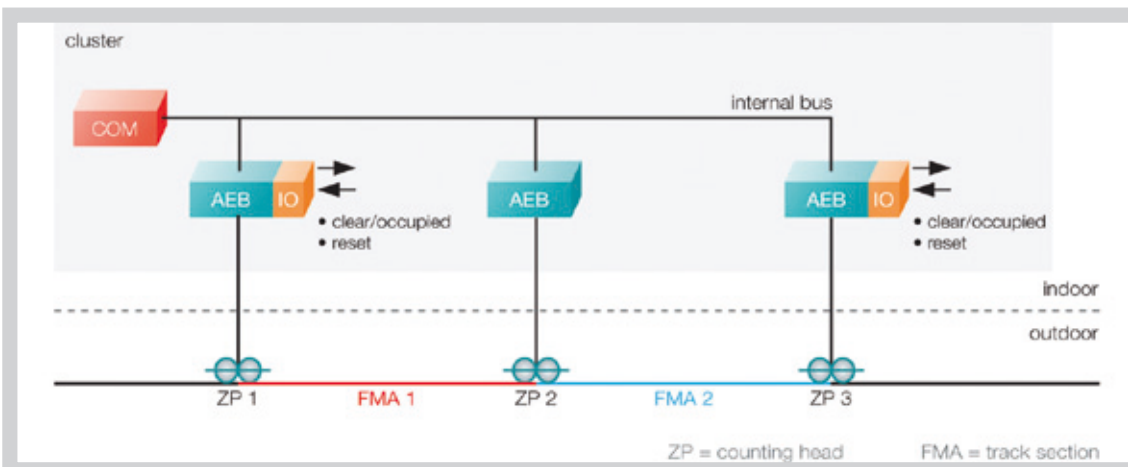 cluster
internal bus
COM
AEB IO
AEB
AEB IO
• clear/occupied
• reset
• clear/occupied
• reset
indoor
outdoor
ZP 1 FMA 1 ZP 2 FMA 2 ZP 3
ZP = counting head FMA = track section